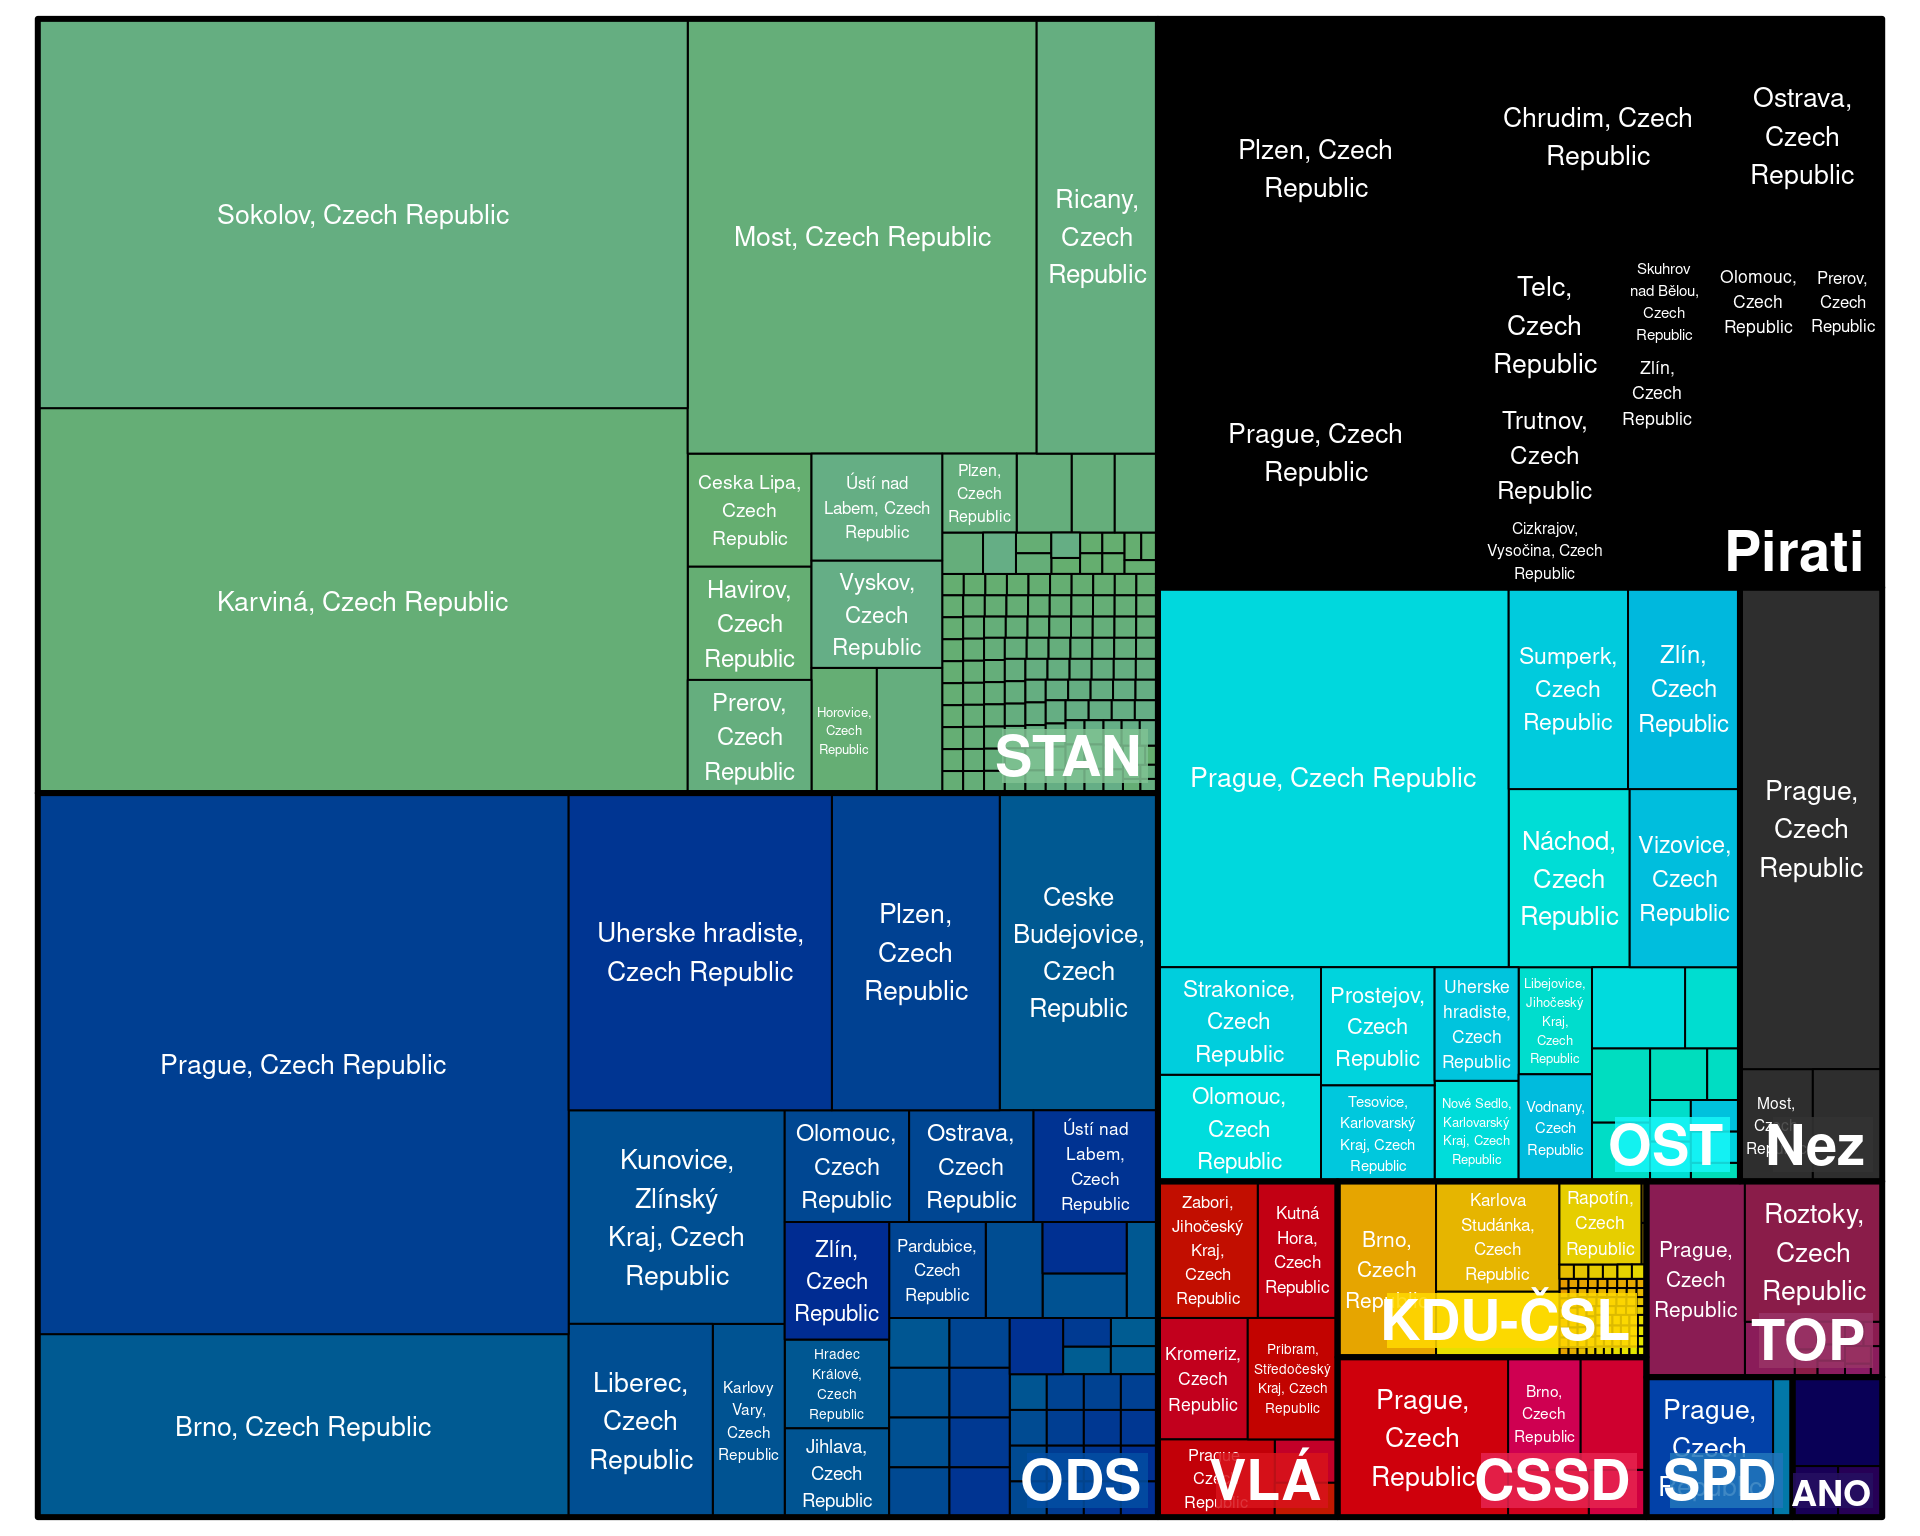 Sokolov, Czech Republic
Most, Czech Republic
Ricany,
Czech
Republic
Karviná, Czech Republic
Ceska Lipa,
Czech
Republic
Ústí nad
Labem, Czech
Republic
Plzen,
Czech
Republic
Havirov,
Czech
Republic
Vyskov,
Czech
Republic
Prerov,
Czech
Republic
Horovice,
Czech
Republic
STAN
Plzen, Czech
Republic
Chrudim, Czech
Republic
Ostrava,
Czech
Republic
Prague, Czech
Republic
Telc,
Czech
Republic
Skuhrov
nad Bělou,
Czech
Republic
Olomouc,
Czech
Republic
Prerov,
Czech
Republic
Zlín,
Czech
Republic
Trutnov,
Czech
Republic
Cizkrajov,
Vysočina, Czech
Republic
Pirati
Prague, Czech Republic
Uherske hradiste,
Czech Republic
Plzen,
Czech
Republic
Ceske
Budejovice,
Czech
Republic
Brno, Czech Republic
Kunovice,
Zlínský
Kraj, Czech
Republic
Olomouc,
Czech
Republic
Ostrava,
Czech
Republic
Ústí nad
Labem,
Czech
Republic
Zlín,
Czech
Republic
Pardubice,
Czech
Republic
Liberec,
Czech
Republic
Karlovy
Vary,
Czech
Republic
Hradec
Králové,
Czech
Republic
Jihlava,
Czech
Republic
ODS
Prague, Czech Republic
Sumperk,
Czech
Republic
Zlín,
Czech
Republic
Náchod,
Czech
Republic
Vizovice,
Czech
Republic
Strakonice,
Czech
Republic
Prostejov,
Czech
Republic
Uherske
hradiste,
Czech
Republic
Libejovice,
Jihočeský
Kraj,
Czech
Republic
Olomouc,
Czech
Republic
Tesovice,
Karlovarský
Kraj, Czech
Republic
Nové Sedlo,
Karlovarský
Kraj, Czech
Republic
Vodnany,
Czech
Republic
OST
Prague,
Czech
Republic
Most,
Czech
Republic
Nez
Zabori,
Jihočeský
Kraj,
Czech
Republic
Kutná
Hora,
Czech
Republic
Kromeriz,
Czech
Republic
Pribram,
Středočeský
Kraj, Czech
Republic
Prague,
Czech
Republic
VLÁ
Brno,
Czech
Republic
Karlova
Studánka,
Czech
Republic
Rapotín,
Czech
Republic
KDU-ČSL
Prague,
Czech
Republic
Brno,
Czech
Republic
CSSD
Prague,
Czech
Republic
Roztoky,
Czech
Republic
TOP
Prague,
Czech
Republic
SPD
ANO